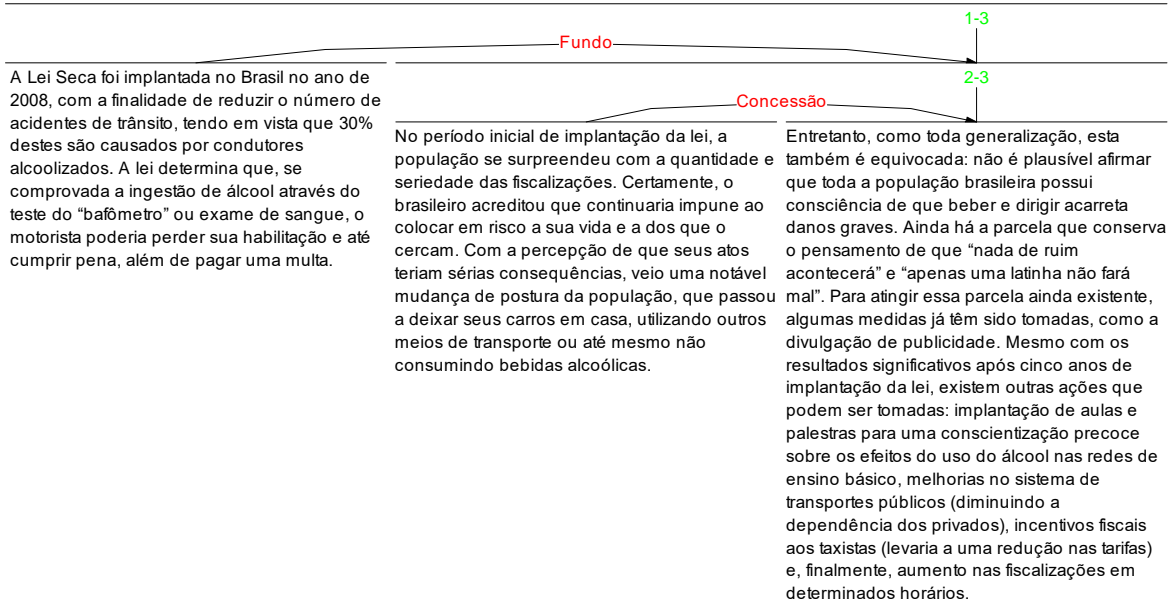 1-3
Fundo
2-3
Concessão
A Lei Seca foi implantada no Brasil no ano de
2008, com a finalidade de reduzir o número de
acidentes de trânsito, tendo em vista que 30%
destes são causados por condutores
alcoolizados. A lei determina que, se
comprovada a ingestão de álcool através do
teste do “bafômetro” ou exame de sangue, o
motorista poderia perder sua habilitação e até
cumprir pena, além de pagar uma multa.
No período inicial de implantação da lei, a
população se surpreendeu com a quantidade e
seriedade das fiscalizações. Certamente, o
brasileiro acreditou que continuaria impune ao
colocar em risco a sua vida e a dos que o
cercam. Com a percepção de que seus atos
teriam sérias consequências, veio uma notável
mudança de postura da população, que passou
a deixar seus carros em casa, utilizando outros
meios de transporte ou até mesmo não
consumindo bebidas alcoólicas.
Entretanto, como toda generalização, esta
também é equivocada: não é plausível afirmar
que toda a população brasileira possui
consciência de que beber e dirigir acarreta
danos graves. Ainda há a parcela que conserva
o pensamento de que “nada de ruim
acontecerá” e “apenas uma latinha não fará
mal”. Para atingir essa parcela ainda existente,
algumas medidas já têm sido tomadas, como a
divulgação de publicidade. Mesmo com os
resultados significativos após cinco anos de
implantação da lei, existem outras ações que
podem ser tomadas: implantação de aulas e
palestras para uma conscientização precoce
sobre os efeitos do uso do álcool nas redes de
ensino básico, melhorias no sistema de
transportes públicos (diminuindo a
dependência dos privados), incentivos fiscais
aos taxistas (levaria a uma redução nas tarifas)
e, finalmente, aumento nas fiscalizações em
determinados horários.